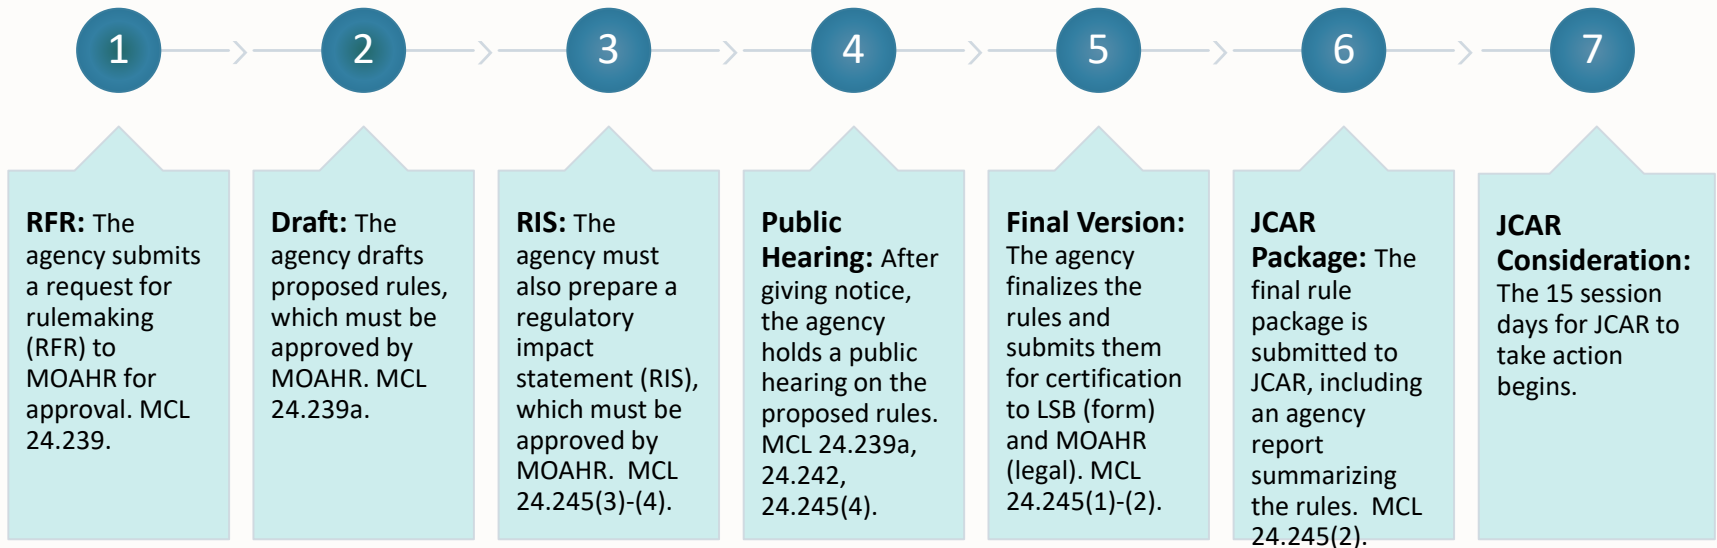 1
2
3
4
5
6
7
RFR: The
agency submits
a request for
rulemaking
(RFR) to
MOAHR for
approval. MCL
24.239.
Draft: The
agency drafts
proposed rules,
which must be
approved by
MOAHR. MCL
24.239a.
RIS: The
agency must
also prepare a
regulatory
impact
statement (RIS),
which must be
approved by
MOAHR.  MCL
24.245(3)-(4).
Public
Hearing: After
giving notice,
the agency
holds a public
hearing on the
proposed rules.
MCL 24.239a,
24.242,
24.245(4).
Final Version:
The agency
finalizes the
rules and
submits them
for certification
to LSB (form)
and MOAHR
(legal). MCL
24.245(1)-(2).
JCAR
Package: The
final rule
package is
submitted to
JCAR, including
an agency
report
summarizing
the rules.  MCL
24.245(2).
JCAR
Consideration:
The 15 session
days for JCAR to
take action
begins.